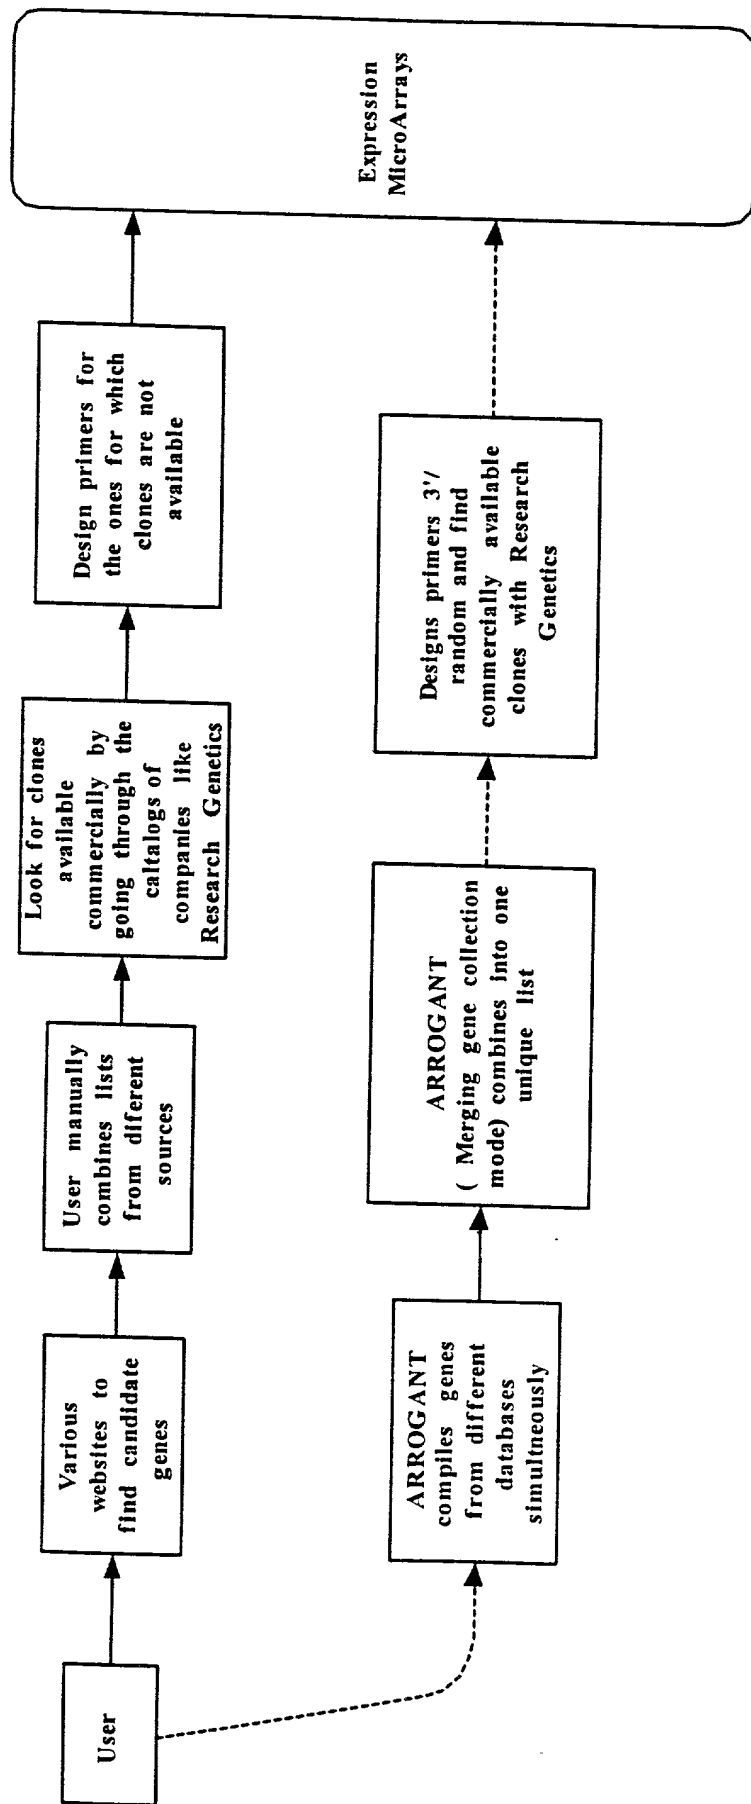 User
Various
websites to
find candidate
genes
User manually
combines lists
from diferent
sources
Look for clones
available
commercially by
going through the
caltalogs of
companies like
Research Genetics
Design primers for
the ones for which
clones are not
available
Expression
MicroArrays
ARROGANT
compiles genes
from different
databases
simultneously
ARROGANT
( Merging gene collection
mode) combines into one
unique list
Designs primers 3'/
random and find
commercially available
clones with Research
Genetics